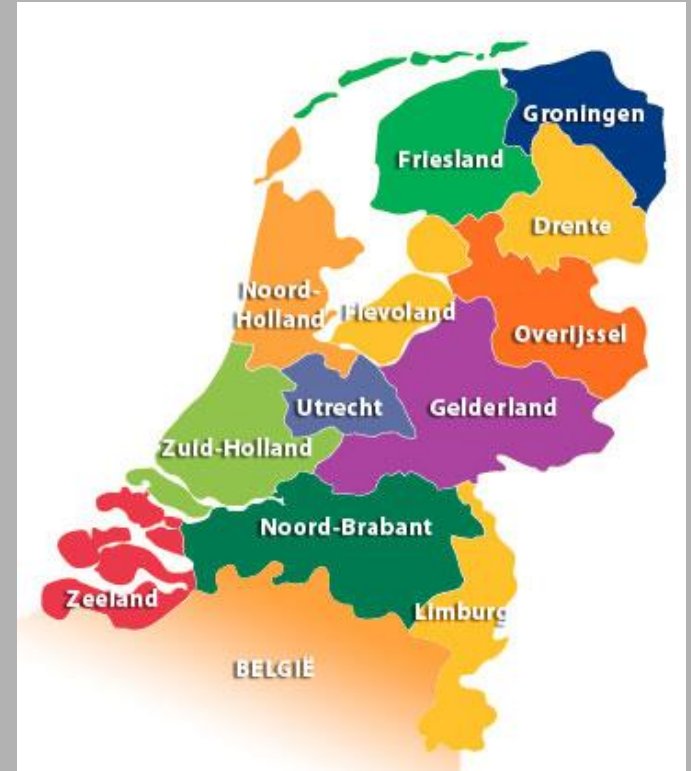 Groningen
Friesland
Drente
Noord-
Holland
Flevoland
Overijssel
Utrecht
Gelderland
Zuid-Holland
Noord-Brabant
Zeeland
Limburg
BELGIË